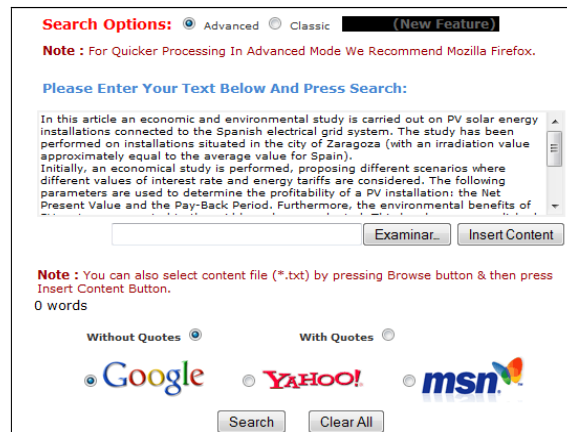 Search Options: Advanced Classic (New Feature)
Note : For Quicker Processing In Advanced Mode We Recommend Mozilla Firefox.
Please Enter Your Text Below And Press Search:
In this article an economic and environmental study is carried out on PV solar energy
installations connected to the Spanish electrical grid system. The study has been
performed on installations situated in the city of Zaragoza (with an irradiation value
approximately equal to the average value for Spain).
Initially, an economical study is performed, proposing different scenarios where
different values of interest rate and energy tariffs are considered. The following
parameters are used to determine the profitability of a PV installation: the Net
Present Value and the Pay-Back Period. Furthermore, the environmental benefits of
Examinar... Insert Content
Note : You can also select content file (*.txt) by pressing Browse button & then press
Insert Content Button.
0 words
Without Quotes With Quotes
Google YAHOO! msn
Search Clear All